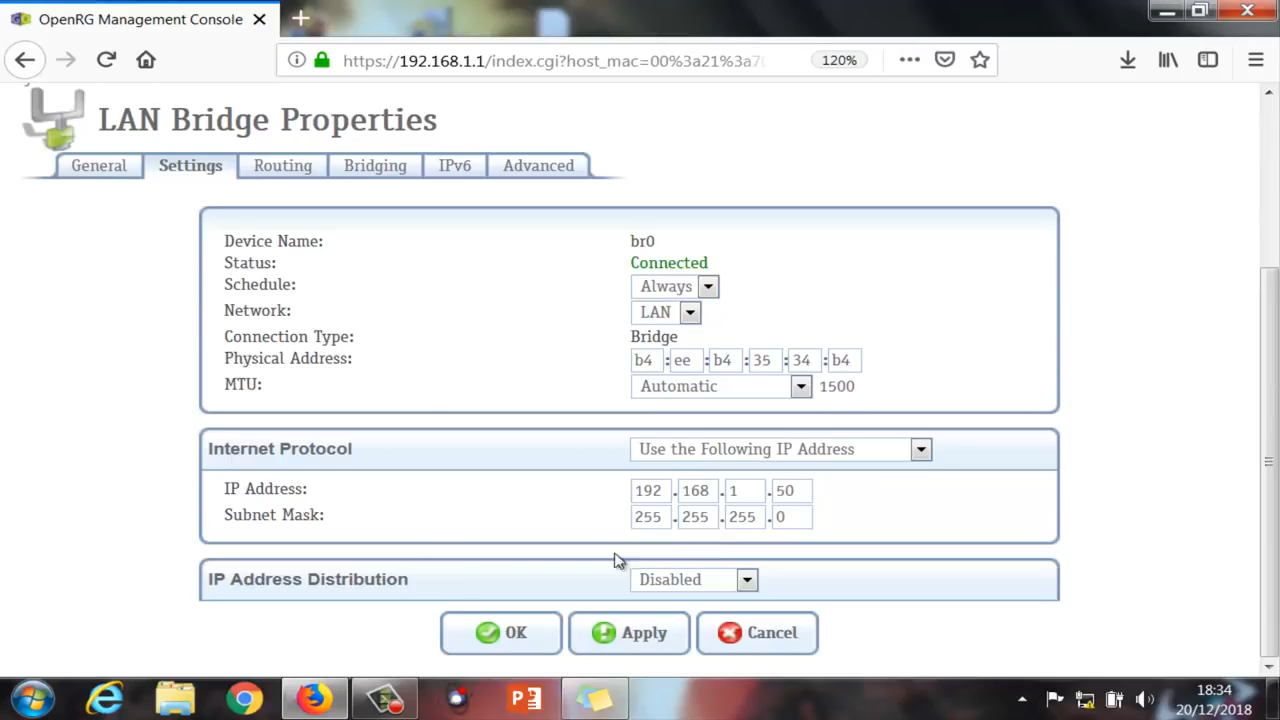 OpenRG Management Console
https://192.168.1.1/index.cgi?host_mac=00%3a21%3a7
120%
LAN Bridge Properties
General Settings Routing Bridging IPv6 Advanced
Device Name: br0
Status: Connected
Schedule: Always
Network: LAN
Connection Type: Bridge
Physical Address: b4 : ee : b4 : 35 : 34 : b4
MTU: Automatic 1500
Internet Protocol Use the Following IP Address
IP Address: 192 . 168 . 1 . 50
Subnet Mask: 255 . 255 . 255 . 0
IP Address Distribution Disabled
OK Apply Cancel
18:34
20/12/2018